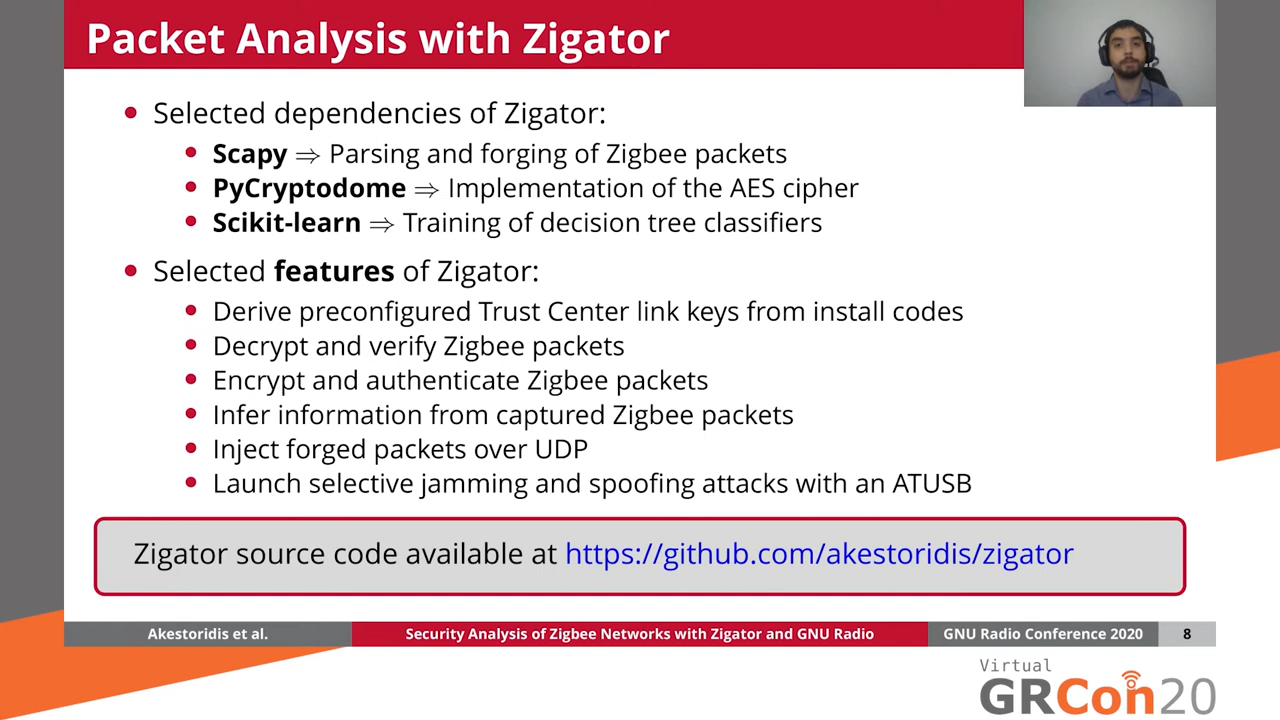 Packet Analysis with Zigator
Selected dependencies of Zigator:
Scapy ⇒ Parsing and forging of Zigbee packets
PyCryptodome ⇒ Implementation of the AES cipher
Scikit-learn ⇒ Training of decision tree classifiers
Selected features of Zigator:
Derive preconfigured Trust Center link keys from install codes
Decrypt and verify Zigbee packets
Encrypt and authenticate Zigbee packets
Infer information from captured Zigbee packets
Inject forged packets over UDP
Launch selective jamming and spoofing attacks with an ATUSB
Zigator source code available at https://github.com/akestoridis/zigator
Akestoridis et al. Security Analysis of Zigbee Networks with Zigator and GNU Radio GNU Radio Conference 2020 8
Virtual
GRCon20